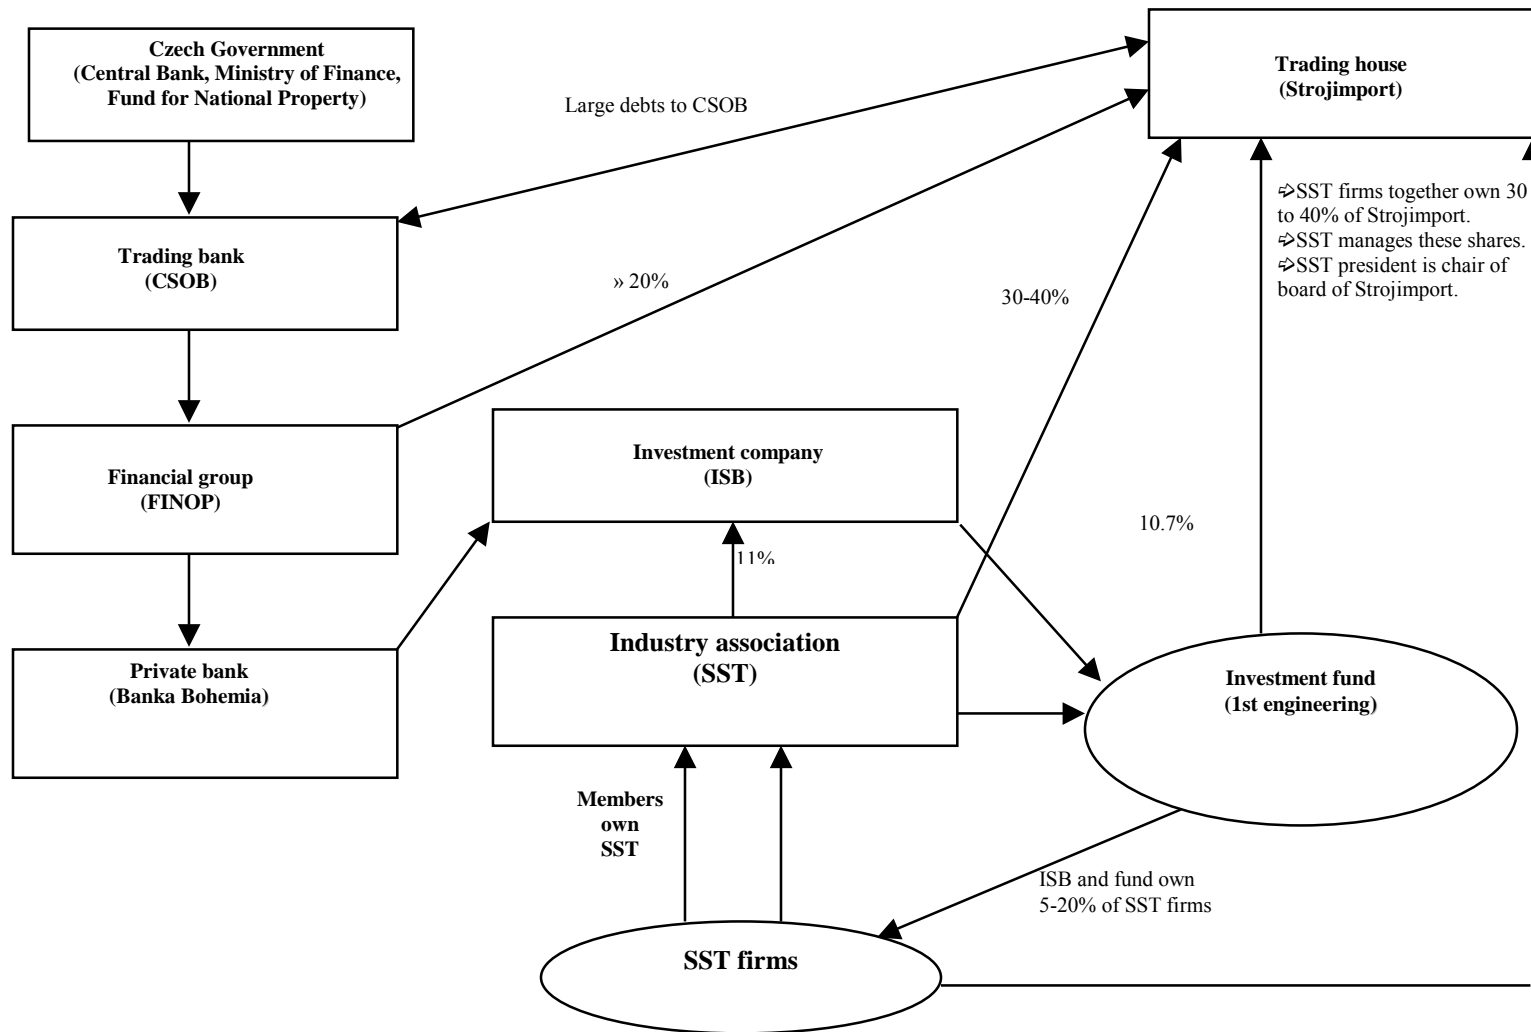 Czech Government
(Central Bank, Ministry of Finance,
Fund for National Property)
Trading house
(Strojimport)
Large debts to CSOB
➪SST firms together own 30
to 40% of Strojimport.
➪SST manages these shares.
➪SST president is chair of
board of Strojimport.
Trading bank
(CSOB)
» 20%
30-40%
Investment company
(ISB)
Financial group
(FINOP)
10.7%
11%
Industry association
(SST)
Private bank
(Banka Bohemia)
Investment fund
(1st engineering)
Members
own
SST
ISB and fund own
5-20% of SST firms
SST firms